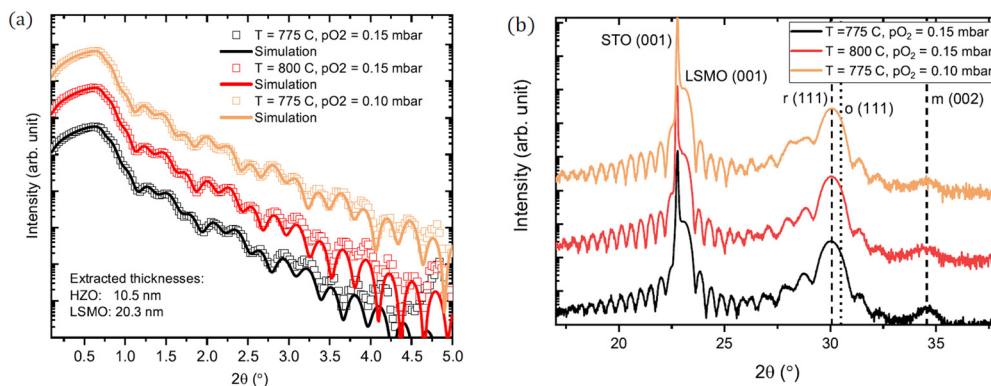 (a)
T = 775 C, pO2 = 0.15 mbar
Simulation
T = 800 C, pO2 = 0.15 mbar
Simulation
T = 775 C, pO2 = 0.10 mbar
Simulation
Intensity (arb. unit)
Extracted thicknesses:
HZO: 10.5 nm
LSMO: 20.3 nm
0.5 1.0 1.5 2.0 2.5 3.0 3.5 4.0 4.5 5.0
2θ (°)
(b)
T =775 C, pO₂ = 0.15 mbar
T = 800 C, pO₂ = 0.15 mbar
T = 775 C, pO₂ = 0.10 mbar
STO (001)
LSMO (001)
r (111)
o (111)
m (002)
Intensity (arb. unit)
20 25 30 35
2θ (°)